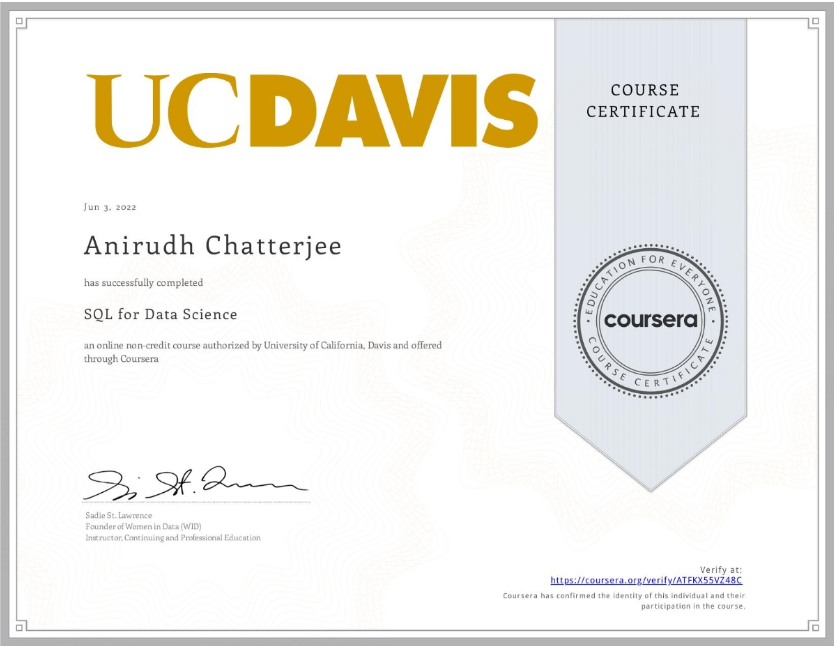 UCDAVIS
COURSE
CERTIFICATE
Jun 3, 2022
Anirudh Chatterjee
has successfully completed
SQL for Data Science
an online non-credit course authorized by University of California, Davis and offered
through Coursera
EDUCATION FOR EVERYONE
coursera
COURSE CERTIFICATE
Sadie St. Lawrence
Founder of Women in Data (WID)
Instructor, Continuing and Professional Education
Verify at:
https://coursera.org/verify/ATFKX55VZ48C
Coursera has confirmed the identity of this individual and their
participation in the course.